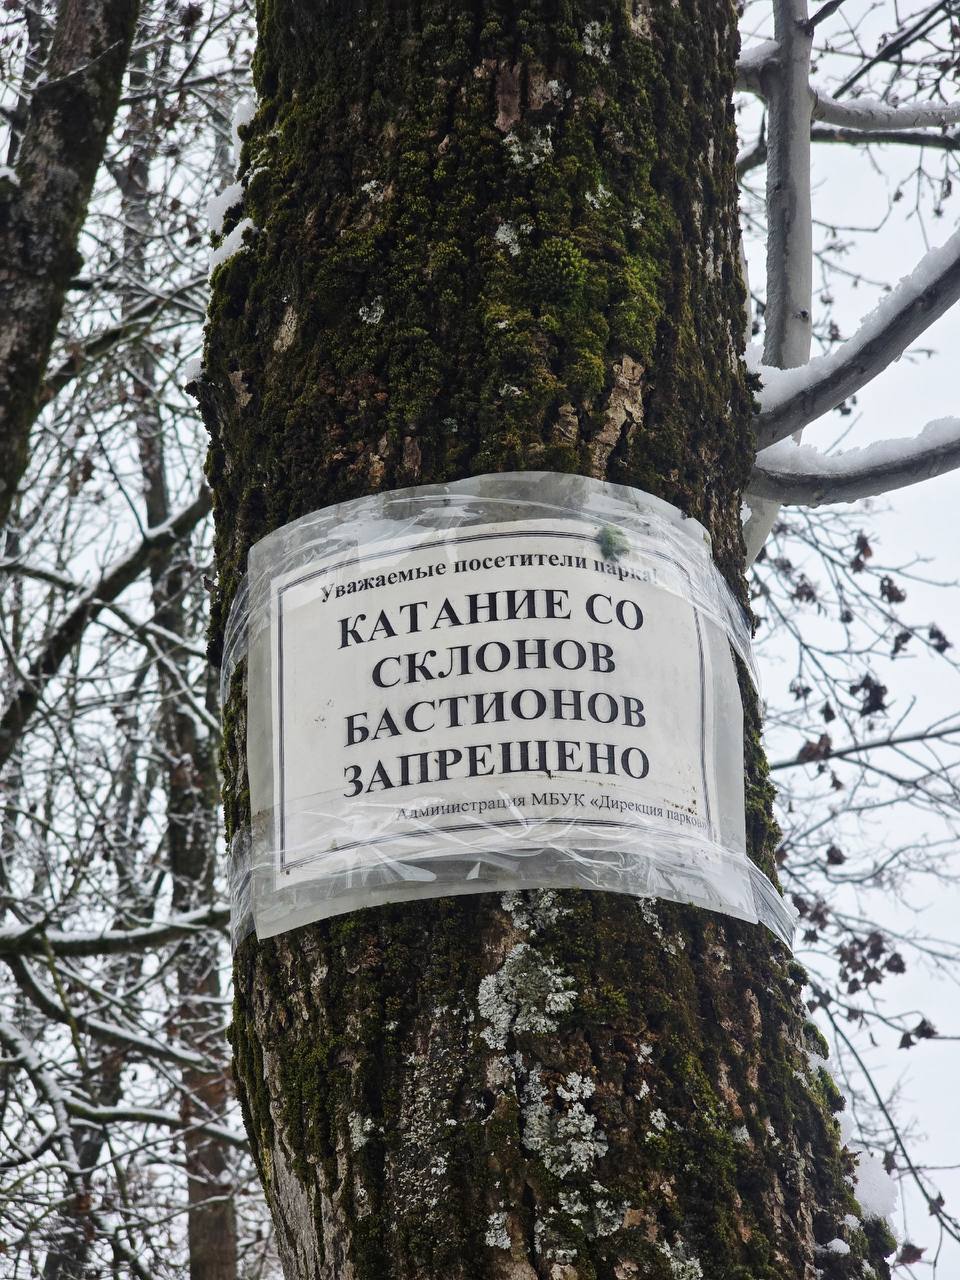 Уважаемые посетители парка!
КАТАНИЕ СО
СКЛОНОВ
БАСТИОНОВ
ЗАПРЕЩЕНО
Администрация МБУК «Дирекция парков»